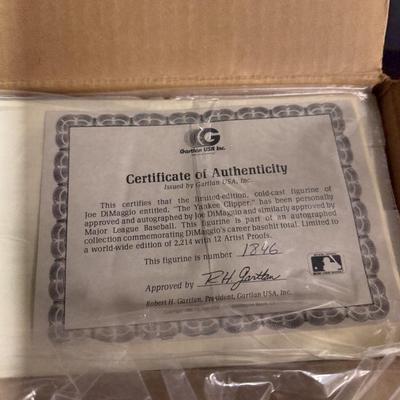 G
Gartlan USA Inc.
Certificate of Authenticity
Issued by Gartlan USA, Inc.
This certifies that the limited-edition, cold-cast figurine of
Joe DiMaggio entitled, "The Yankee Clipper," has been personally
approved and autographed by Joe DiMaggio and similarly approved by
Major League Baseball. This figurine is part of an autographed
collection commemorating DiMaggio's career basehit total. Limited to
a world-wide edition of 2,214 with 12 Artist Proofs.
This figurine is number 1846
Approved by RH Gartlan
Robert H. Gartlan, President, Gartlan USA, Inc.